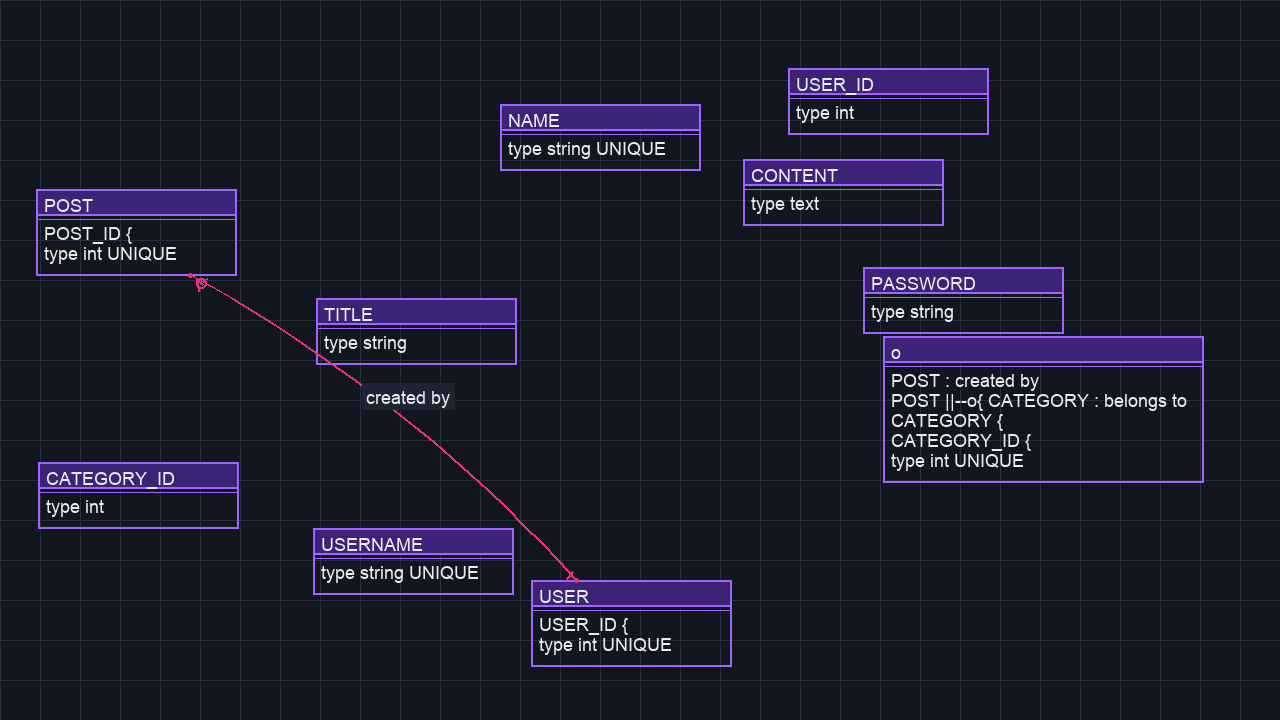 USER_ID
type int
NAME
type string UNIQUE
CONTENT
type text
POST
POST_ID {
type int UNIQUE
PASSWORD
type string
TITLE
type string
o
POST : created by
POST ||--o{ CATEGORY : belongs to
CATEGORY {
CATEGORY_ID {
type int UNIQUE
created by
CATEGORY_ID
type int
USERNAME
type string UNIQUE
USER
USER_ID {
type int UNIQUE